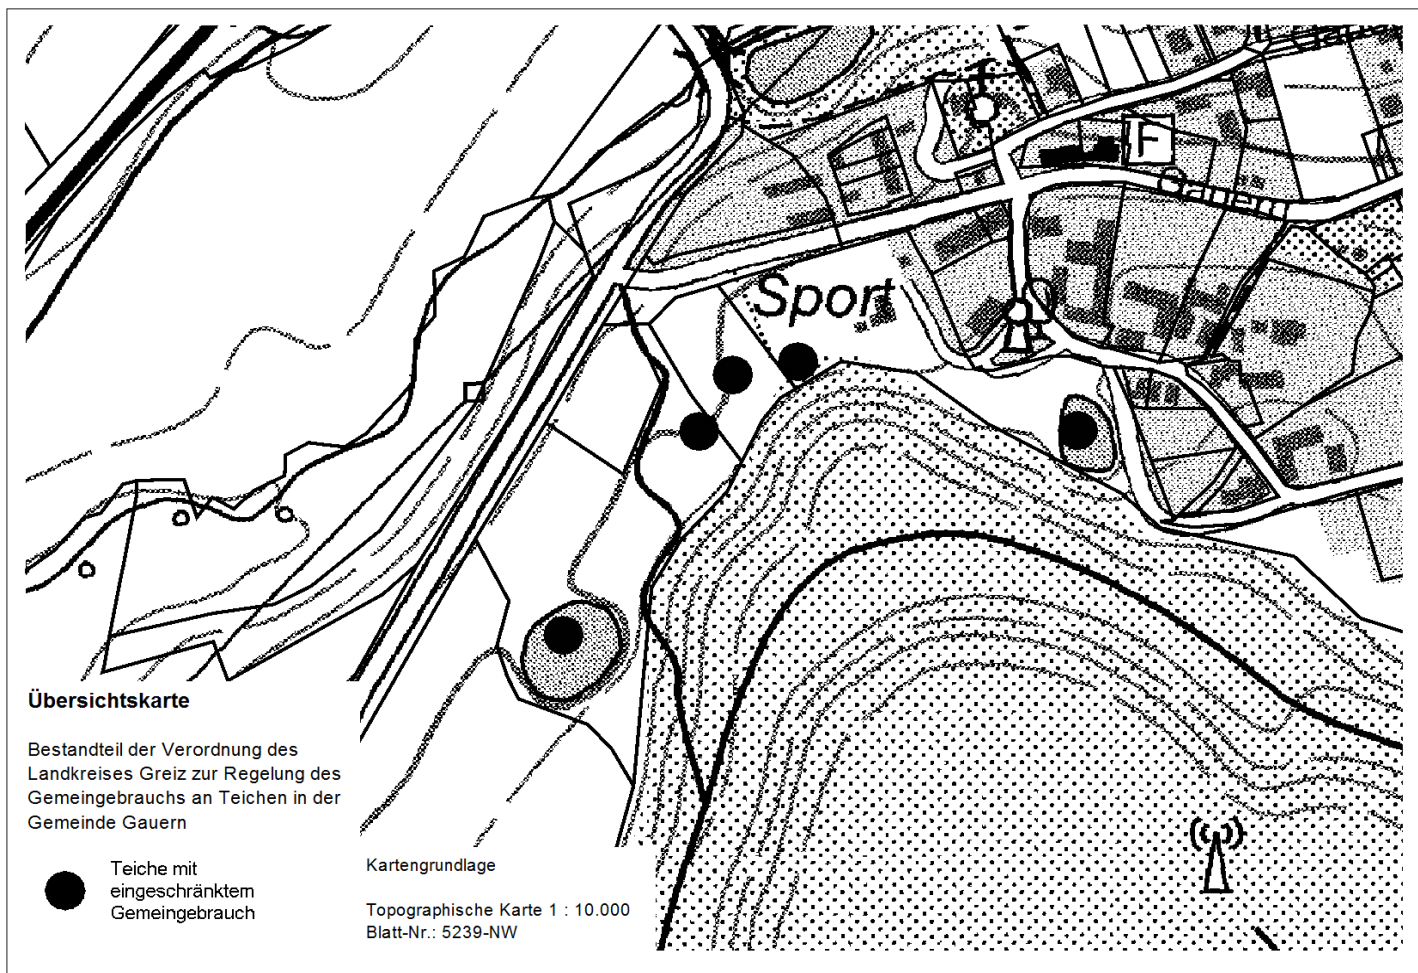 F
Gauern
Sport
Übersichtskarte
Bestandteil der Verordnung des
Landkreises Greiz zur Regelung des
Gemeingebrauchs an Teichen in der
Gemeinde Gauern
Teiche mit
eingeschränktem
Gemeingebrauch
Kartengrundlage
Topographische Karte 1 : 10.000
Blatt-Nr.: 5239-NW